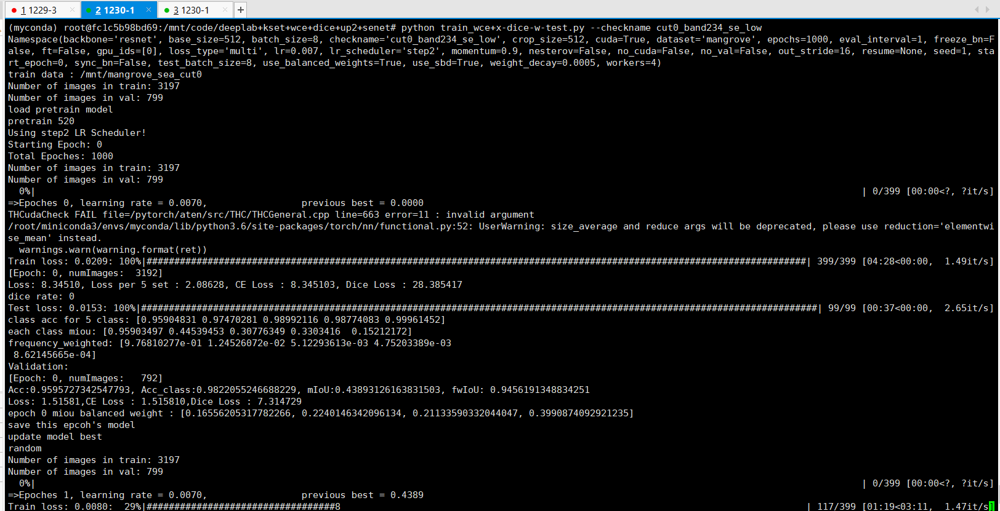 1 1229-3 × 2 1230-1 × 3 1230-1 × +
(myconda) root@fc1c5b98bd69:/mnt/code/deeplab+kset+wce+dice+up2+senet# python train_wce+x-dice-w-test.py --checkname cut0_band234_se_low
Namespace(backbone='resnet', base_size=512, batch_size=8, checkname='cut0_band234_se_low', crop_size=512, cuda=True, dataset='mangrove', epochs=1000, eval_interval=1, freeze_bn=F
alse, ft=False, gpu_ids=[0], loss_type='multi', lr=0.007, lr_scheduler='step2', momentum=0.9, nesterov=False, no_cuda=False, no_val=False, out_stride=16, resume=None, seed=1, sta
rt_epoch=0, sync_bn=False, test_batch_size=8, use_balanced_weights=True, use_sbd=True, weight_decay=0.0005, workers=4)
train data : /mnt/mangrove_sea_cut0
Number of images in train: 3197
Number of images in val: 799
load pretrain model
pretrain 520
Using step2 LR Scheduler!
Starting Epoch: 0
Total Epoches: 1000
Number of images in train: 3197
Number of images in val: 799
0%| | 0/399 [00:00<?, ?it/s]
=>Epoches 0, learning rate = 0.0070, previous best = 0.0000
THCudaCheck FAIL file=/pytorch/aten/src/THC/THCGeneral.cpp line=663 error=11 : invalid argument
/root/miniconda3/envs/myconda/lib/python3.6/site-packages/torch/nn/functional.py:52: UserWarning: size_average and reduce args will be deprecated, please use reduction='elementwi
se_mean' instead.
warnings.warn(warning.format(ret))
Train loss: 0.0209: 100%|########################################################################################################################| 399/399 [04:28<00:00, 1.49it/s]
[Epoch: 0, numImages: 3192]
Loss: 8.34510, Loss per 5 set : 2.08628, CE Loss : 8.345103, Dice Loss : 28.385417
dice rate: 0
Test loss: 0.0153: 100%|###########################################################################################################################| 99/99 [00:37<00:00, 2.65it/s]
class acc for 5 class: [0.95904831 0.97470281 0.98992116 0.98774083 0.99961452]
each class miou: [0.95903497 0.44539453 0.30776349 0.3303416 0.15212172]
frequency_weighted: [9.76810277e-01 1.24526072e-02 5.12293613e-03 4.75203389e-03
8.62145665e-04]
Validation:
[Epoch: 0, numImages: 792]
Acc:0.9595727342547793, Acc_class:0.9822055246688229, mIoU:0.43893126163831503, fwIoU: 0.9456191348834251
Loss: 1.51581,CE Loss : 1.515810,Dice Loss : 7.314729
epoch 0 miou balanced weight : [0.16556205317782266, 0.2240146342096134, 0.21133590332044047, 0.3990874092921235]
save this epcoh's model
update model best
random
Number of images in train: 3197
Number of images in val: 799
0%| | 0/399 [00:00<?, ?it/s]
=>Epoches 1, learning rate = 0.0070, previous best = 0.4389
Train loss: 0.0080: 29%|##################################8 | 117/399 [01:19<03:11, 1.47it/s]